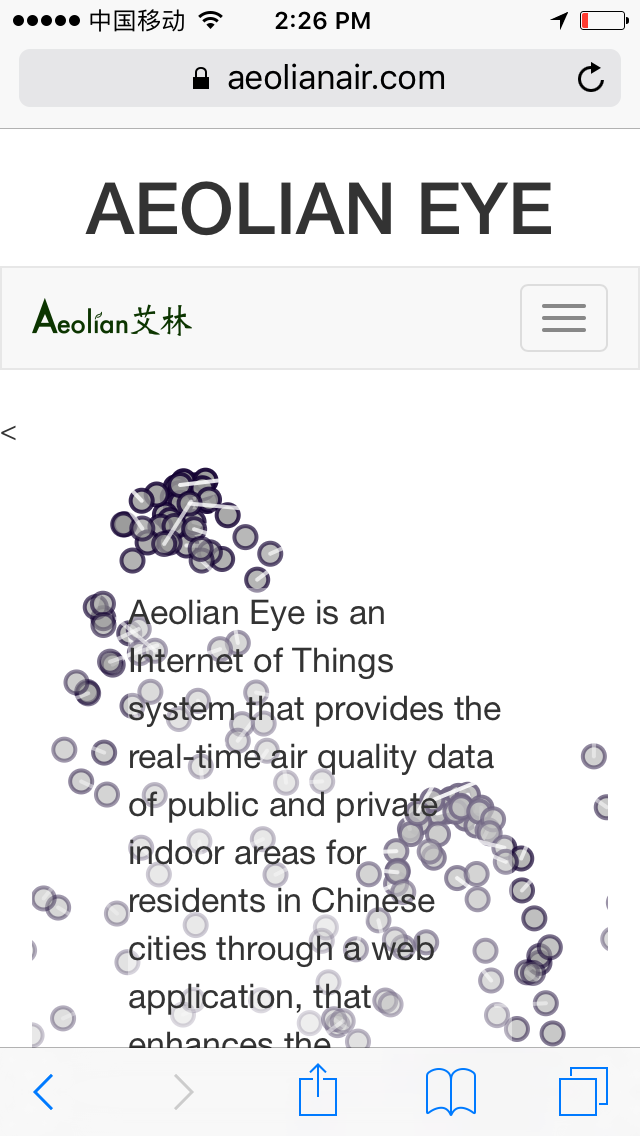 中国移动 2:26 PM
aeolianair.com
AEOLIAN EYE
Aeolian艾林
<
Aeolian Eye is an
Internet of Things
system that provides the
real-time air quality data
of public and private
indoor areas for
residents in Chinese
cities through a web
application, that
enhances the